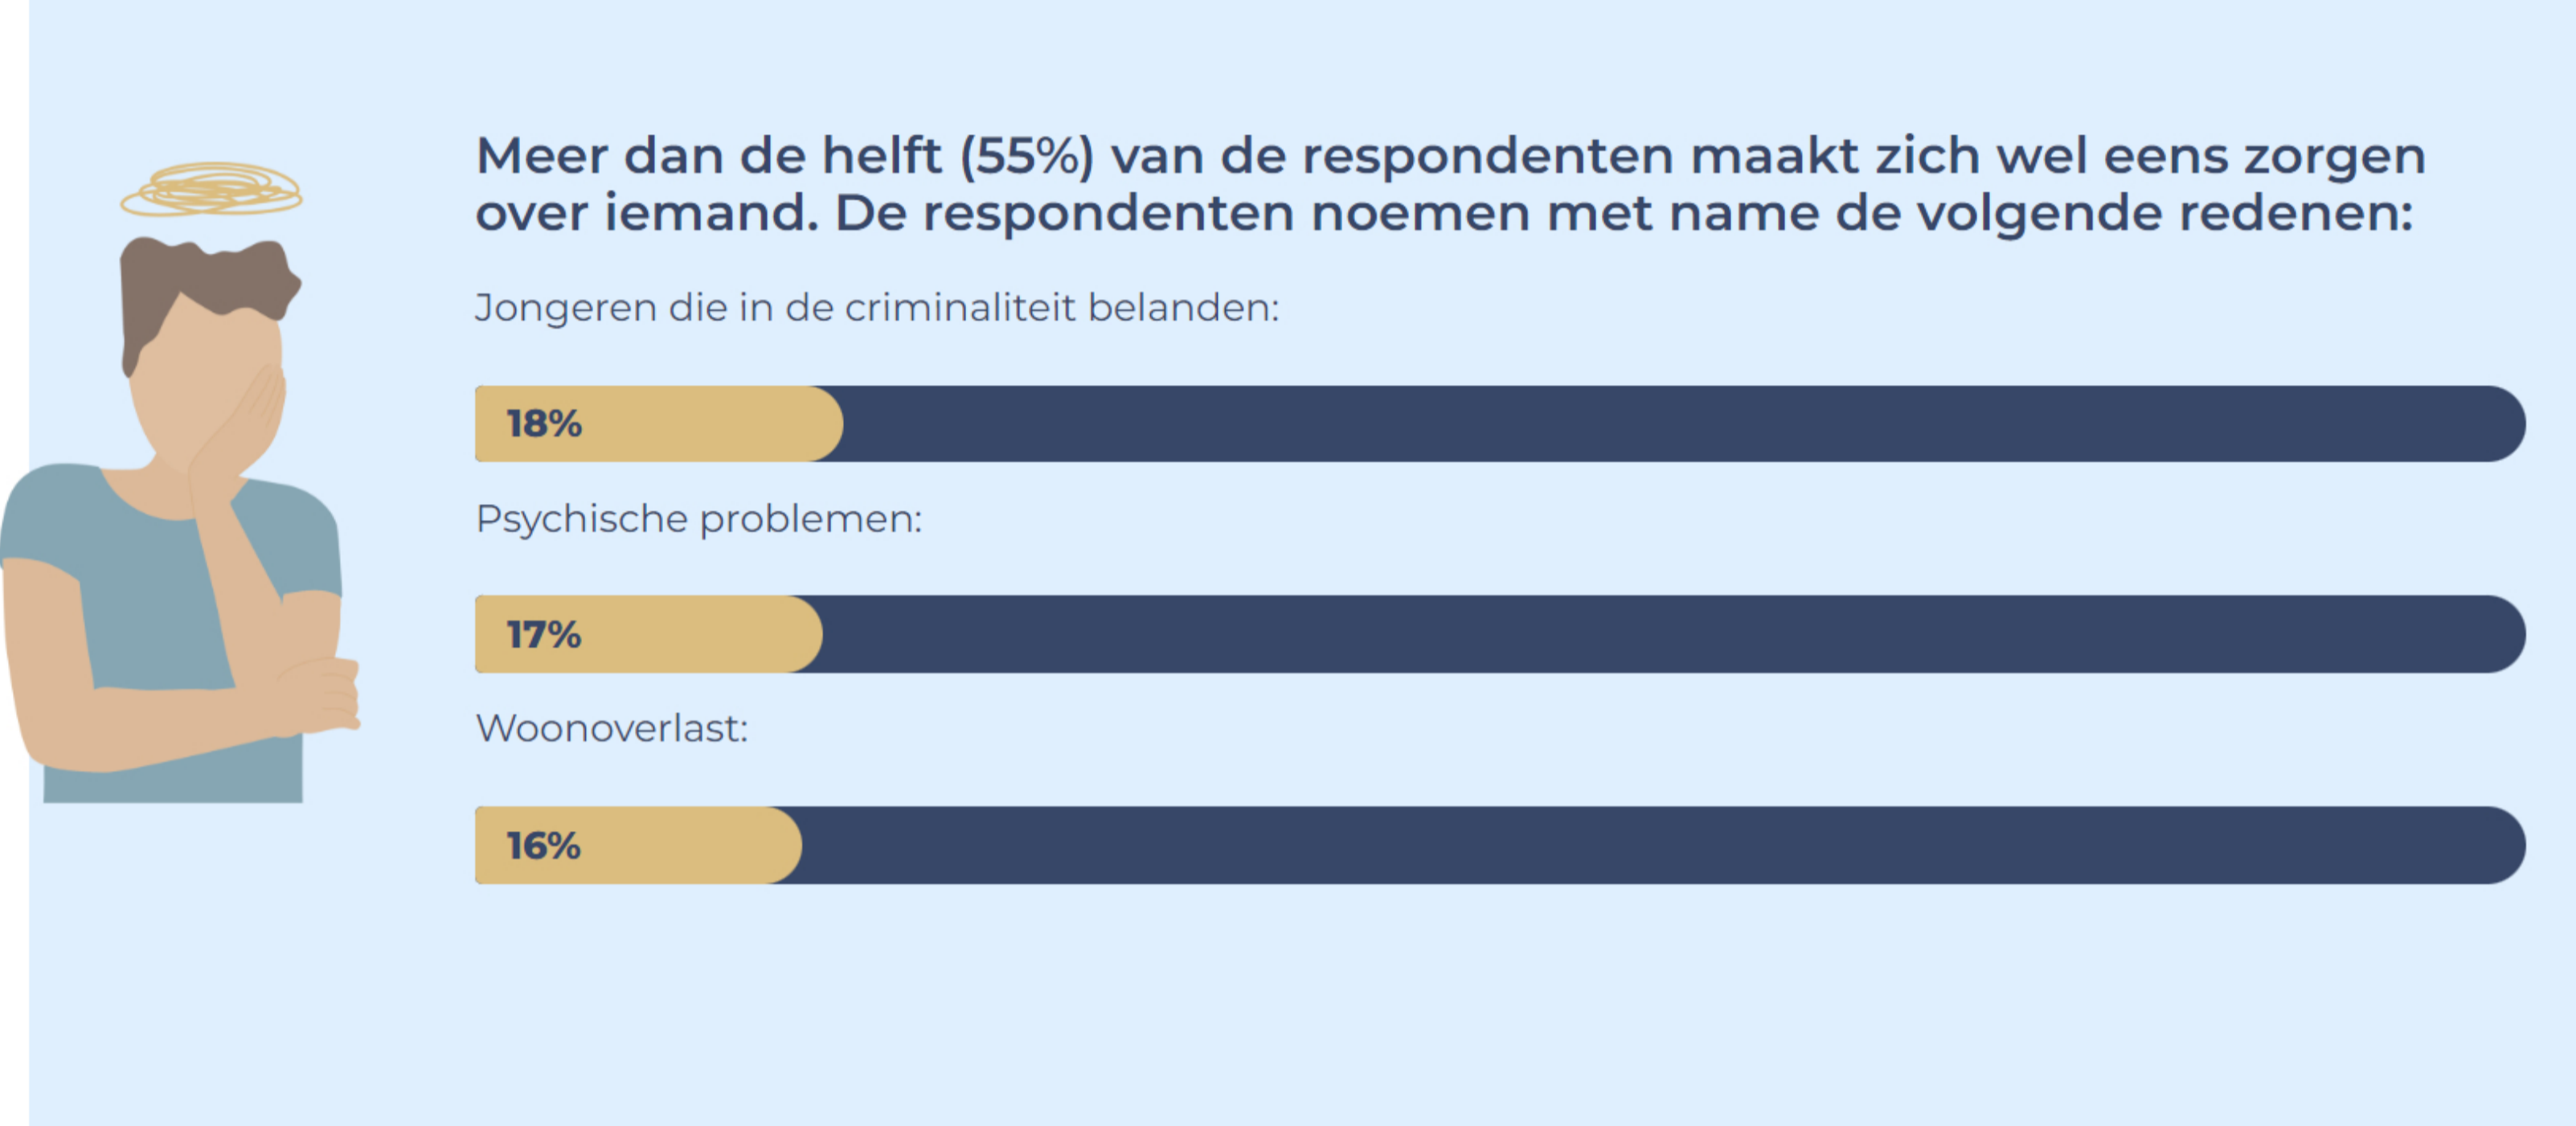 Meer dan de helft (55%) van de respondenten maakt zich wel eens zorgen
over iemand. De respondenten noemen met name de volgende redenen:
Jongeren die in de criminaliteit belanden:
18%
Psychische problemen:
17%
Woonoverlast:
16%